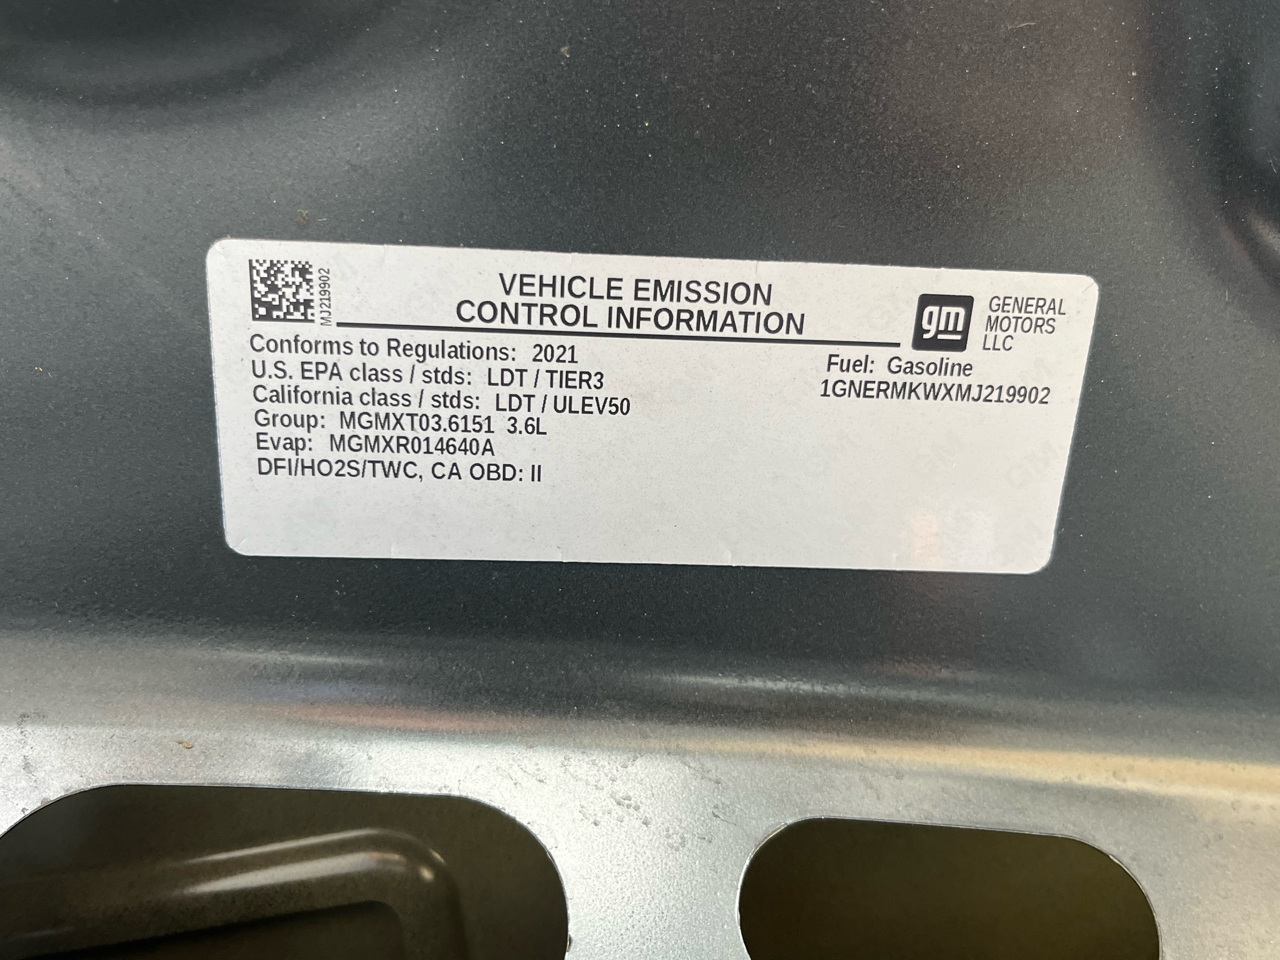 MJ219902
VEHICLE EMISSION
CONTROL INFORMATION
gm
GENERAL
MOTORS
LLC
Conforms to Regulations: 2021
U.S. EPA class / stds: LDT / TIER3
California class / stds: LDT / ULEV50
Group: MGMXT03.6151 3.6L
Evap: MGMXR014640A
DFI/HO2S/TWC, CA OBD: II
Fuel: Gasoline
1GNERMKWXMJ219902